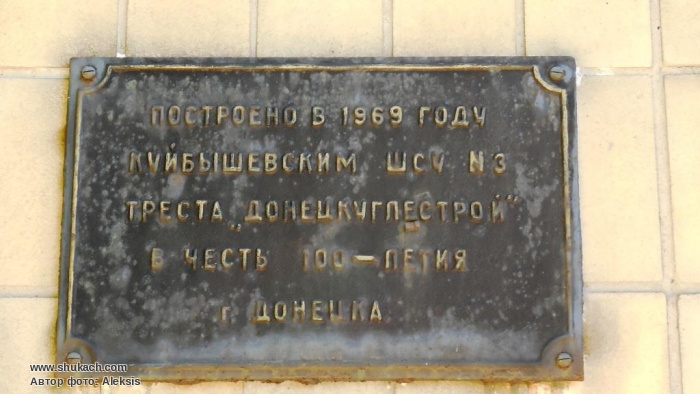 ПОСТРОЕНО В 1969 ГОДУ
КУЙБЫШЕВСКИМ ШСУ N3
ТРЕСТА „ДОНЕЦКУГЛЕСТРОЙ"
В ЧЕСТЬ 100-ЛЕТИЯ
г. ДОНЕЦКА
www.shukach.com
Автор фото: Aleksis